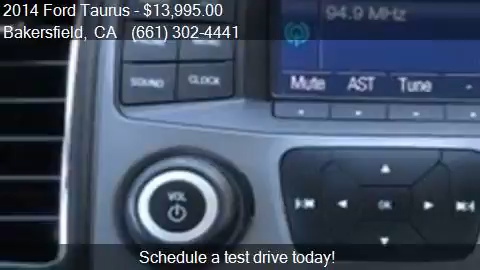 2014 Ford Taurus - $13,995.00
Bakersfield, CA (661) 302-4441
94.9 MHz
SOUND CLOCK
Mute AST Tune -
VOL
OK
Schedule a test drive today!